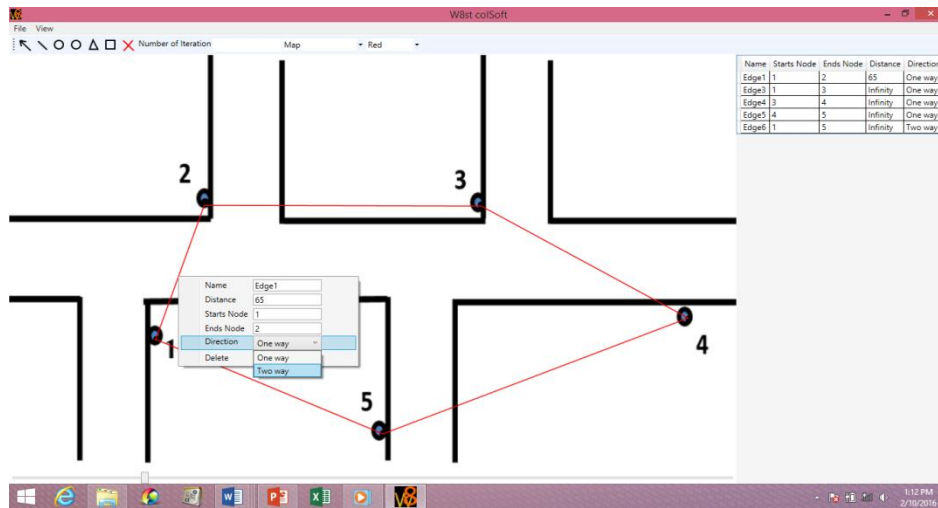 W8st colSoft
File View
Number of Iteration Map Red
Name Starts Node Ends Node Distance Direction
Edge1 1 2 65 One way
Edge3 1 3 Infinity One way
Edge4 3 4 Infinity One way
Edge5 4 5 Infinity One way
Edge6 1 5 Infinity Two way
2
3
Name Edge1
Distance 65
Starts Node 1
Ends Node 2
Direction One way
Delete One way
Two way
1
4
5
1:12 PM
2/10/2016